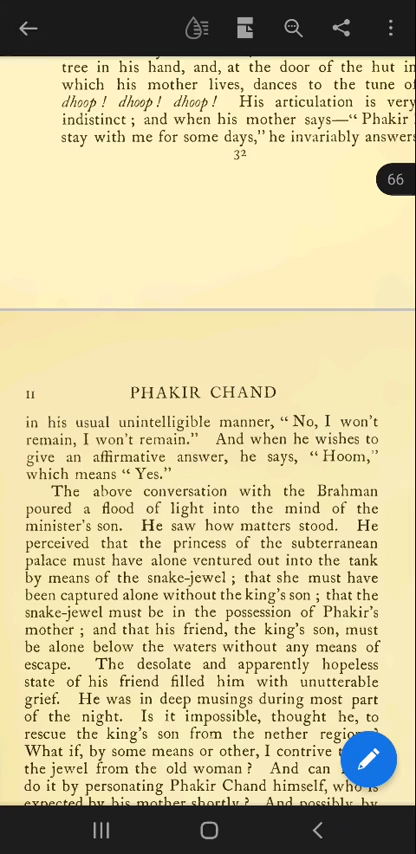 tree in his hand, and, at the door of the hut in
which his mother lives, dances to the tune of
dhoop ! dhoop ! dhoop ! His articulation is very
indistinct ; and when his mother says—“ Phakir
stay with me for some days,” he invariably answers
32
66
II PHAKIR CHAND
in his usual unintelligible manner, “ No, I won’t
remain, I won’t remain.” And when he wishes to
give an affirmative answer, he says, “ Hoom,”
which means “ Yes.”
The above conversation with the Brahman
poured a flood of light into the mind of the
minister’s son. He saw how matters stood. He
perceived that the princess of the subterranean
palace must have alone ventured out into the tank
by means of the snake-jewel ; that she must have
been captured alone without the king’s son ; that the
snake-jewel must be in the possession of Phakir’s
mother ; and that his friend, the king’s son, must
be alone below the waters without any means of
escape. The desolate and apparently hopeless
state of his friend filled him with unutterable
grief. He was in deep musings during most part
of the night. Is it impossible, thought he, to
rescue the king’s son from the nether region ?
What if, by some means or other, I contrive
the jewel from the old woman ? And can
do it by personating Phakir Chand himself, who is
expected by his mother shortly ? And possibly by